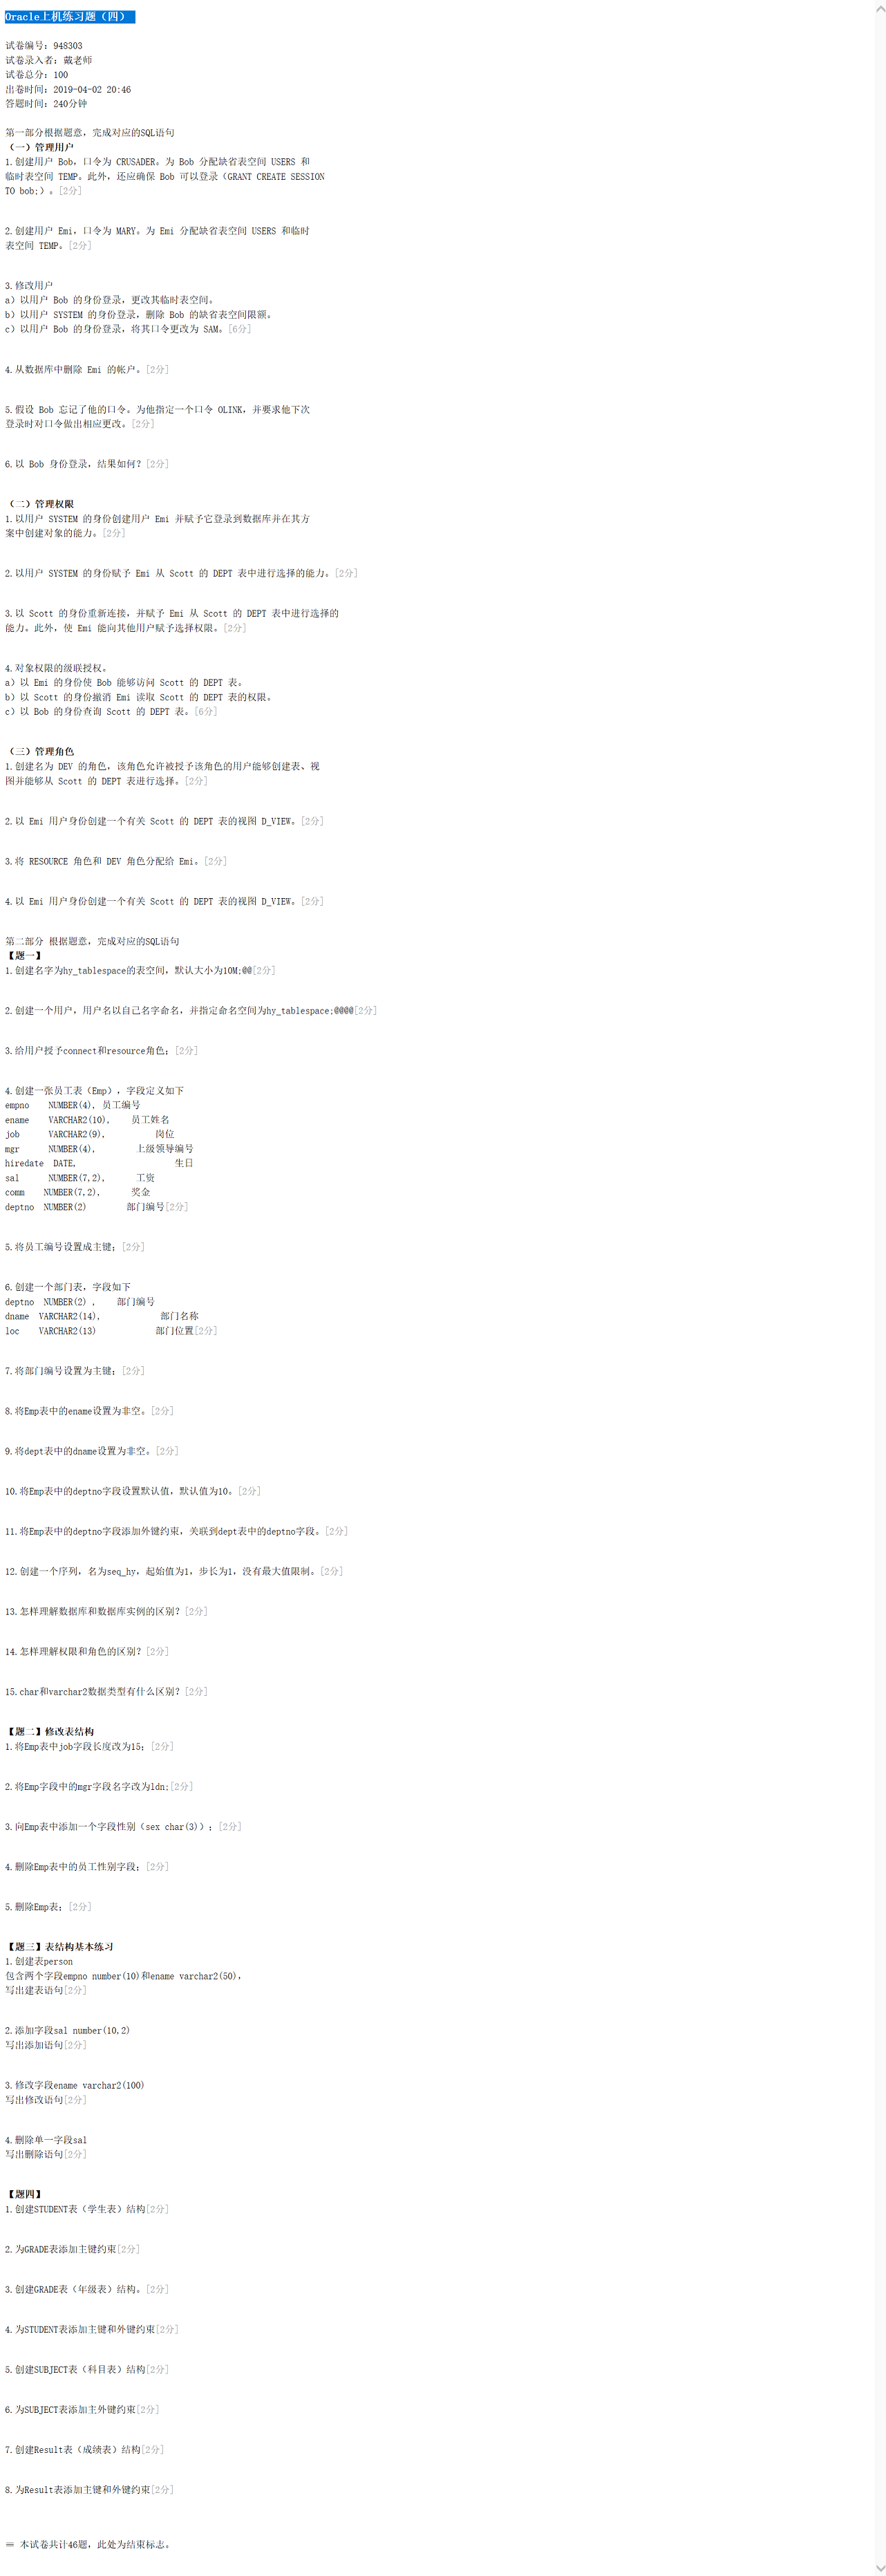 Oracle上机练习题（四）
试卷编号：948303
试卷录入者：戴老师
试卷总分：100
出卷时间：2019-04-02 20:46
答题时间：240分钟
第一部分根据题意，完成对应的SQL语句
（一）管理用户
1.创建用户 Bob，口令为 CRUSADER。为 Bob 分配缺省表空间 USERS 和
临时表空间 TEMP。此外，还应确保 Bob 可以登录（GRANT CREATE SESSION
TO bob;）。[2分]
2.创建用户 Emi，口令为 MARY。为 Emi 分配缺省表空间 USERS 和临时
表空间 TEMP。[2分]
3.修改用户
a）以用户 Bob 的身份登录，更改其临时表空间。
b）以用户 SYSTEM 的身份登录，删除 Bob 的缺省表空间限额。
c）以用户 Bob 的身份登录，将其口令更改为 SAM。[6分]
4.从数据库中删除 Emi 的帐户。[2分]
5.假设 Bob 忘记了他的口令。为他指定一个口令 OLINK，并要求他下次
登录时对口令做出相应更改。[2分]
6.以 Bob 身份登录，结果如何？[2分]
（二）管理权限
1.以用户 SYSTEM 的身份创建用户 Emi 并赋予它登录到数据库并在其方
案中创建对象的能力。[2分]
2.以用户 SYSTEM 的身份赋予 Emi 从 Scott 的 DEPT 表中进行选择的能力。[2分]
3.以 Scott 的身份重新连接，并赋予 Emi 从 Scott 的 DEPT 表中进行选择的
能力。此外，使 Emi 能向其他用户赋予选择权限。[2分]
4.对象权限的级联授权。
a）以 Emi 的身份使 Bob 能够访问 Scott 的 DEPT 表。
b）以 Scott 的身份撤消 Emi 读取 Scott 的 DEPT 表的权限。
c）以 Bob 的身份查询 Scott 的 DEPT 表。[6分]
（三）管理角色
1.创建名为 DEV 的角色，该角色允许被授予该角色的用户能够创建表、视
图并能够从 Scott 的 DEPT 表进行选择。[2分]
2.以 Emi 用户身份创建一个有关 Scott 的 DEPT 表的视图 D_VIEW。[2分]
3.将 RESOURCE 角色和 DEV 角色分配给 Emi。[2分]
4.以 Emi 用户身份创建一个有关 Scott 的 DEPT 表的视图 D_VIEW。[2分]
第二部分 根据题意，完成对应的SQL语句
【题一】
1.创建名字为hy_tablespace的表空间，默认大小为10M;@@[2分]
2.创建一个用户，用户名以自己名字命名，并指定命名空间为hy_tablespace;@@@@[2分]
3.给用户授予connect和resource角色；[2分]
4.创建一张员工表（Emp），字段定义如下
empno NUMBER(4), 员工编号
ename VARCHAR2(10), 员工姓名
job VARCHAR2(9), 岗位
mgr NUMBER(4), 上级领导编号
hiredate DATE, 生日
sal NUMBER(7,2), 工资
comm NUMBER(7,2), 奖金
deptno NUMBER(2) 部门编号[2分]
5.将员工编号设置成主键；[2分]
6.创建一个部门表，字段如下
deptno NUMBER(2) , 部门编号
dname VARCHAR2(14), 部门名称
loc VARCHAR2(13) 部门位置[2分]
7.将部门编号设置为主键；[2分]
8.将Emp表中的ename设置为非空。[2分]
9.将dept表中的dname设置为非空。[2分]
10.将Emp表中的deptno字段设置默认值，默认值为10。[2分]
11.将Emp表中的deptno字段添加外键约束，关联到dept表中的deptno字段。[2分]
12.创建一个序列，名为seq_hy，起始值为1，步长为1，没有最大值限制。[2分]
13.怎样理解数据库和数据库实例的区别？[2分]
14.怎样理解权限和角色的区别？[2分]
15.char和varchar2数据类型有什么区别？[2分]
【题二】修改表结构
1.将Emp表中job字段长度改为15；[2分]
2.将Emp字段中的mgr字段名字改为ldn;[2分]
3.向Emp表中添加一个字段性别（sex char(3)）；[2分]
4.删除Emp表中的员工性别字段；[2分]
5.删除Emp表；[2分]
【题三】表结构基本练习
1.创建表person
包含两个字段empno number(10)和ename varchar2(50)，
写出建表语句[2分]
2.添加字段sal number(10,2)
写出添加语句[2分]
3.修改字段ename varchar2(100)
写出修改语句[2分]
4.删除单一字段sal
写出删除语句[2分]
【题四】
1.创建STUDENT表（学生表）结构[2分]
2.为GRADE表添加主键约束[2分]
3.创建GRADE表（年级表）结构。[2分]
4.为STUDENT表添加主键和外键约束[2分]
5.创建SUBJECT表（科目表）结构[2分]
6.为SUBJECT表添加主外键约束[2分]
7.创建Result表（成绩表）结构[2分]
8.为Result表添加主键和外键约束[2分]
== 本试卷共计46题，此处为结束标志。